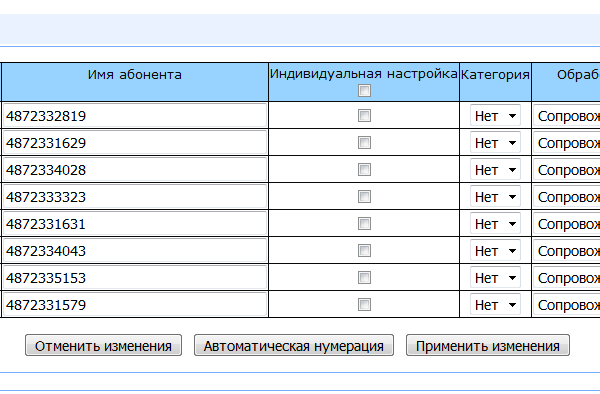 Имя абонента Индивидуальная настройка Категория Обраб
4872332819 Нет Сопровож
4872331629 Нет Сопровож
4872334028 Нет Сопровож
4872333323 Нет Сопровож
4872331631 Нет Сопровож
4872334043 Нет Сопровож
4872335153 Нет Сопровож
4872331579 Нет Сопровож
Отменить изменения Автоматическая нумерация Применить изменения